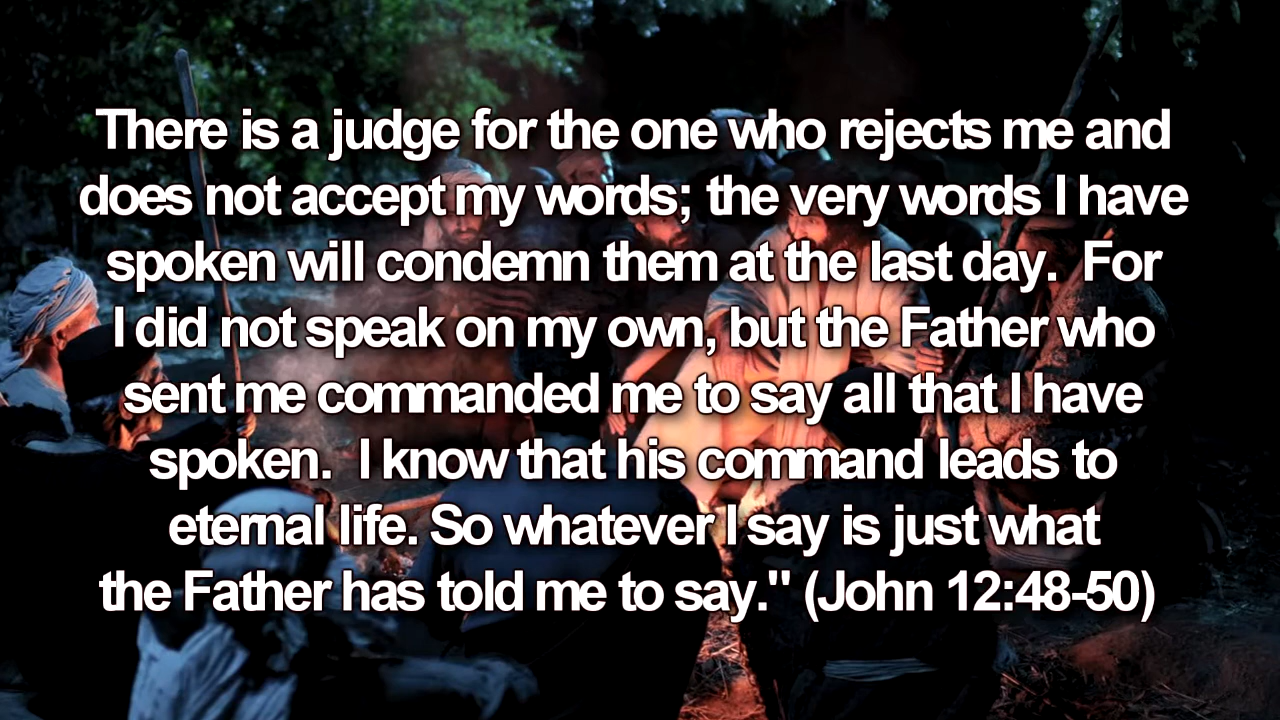 There is a judge for the one who rejects me and
does not accept my words; the very words I have
spoken will condemn them at the last day.  For
I did not speak on my own, but the Father who
sent me commanded me to say all that I have
spoken.  I know that his command leads to
eternal life. So whatever I say is just what
the Father has told me to say." (John 12:48-50)